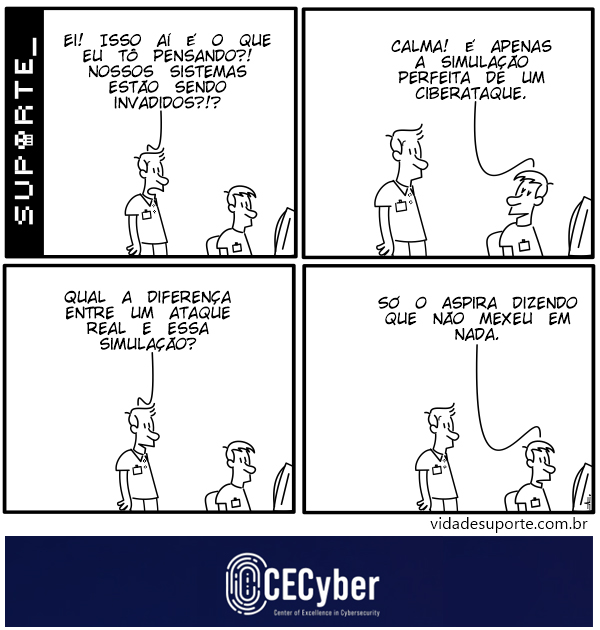 SUPORTE_
EI! ISSO AÍ É O QUE
EU TÔ PENSANDO?!
NOSSOS SISTEMAS
ESTÃO SENDO
INVADIDOS?!?
CALMA! É APENAS
A SIMULAÇÃO
PERFEITA DE UM
CIBERATAQUE.
QUAL A DIFERENÇA
ENTRE UM ATAQUE
REAL E ESSA
SIMULAÇÃO?
SÓ O ASPIRA DIZENDO
QUE NÃO MEXEU EM
NADA.
vidadesuporte.com.br
CECyber
Center of Excellence in Cybersecurity